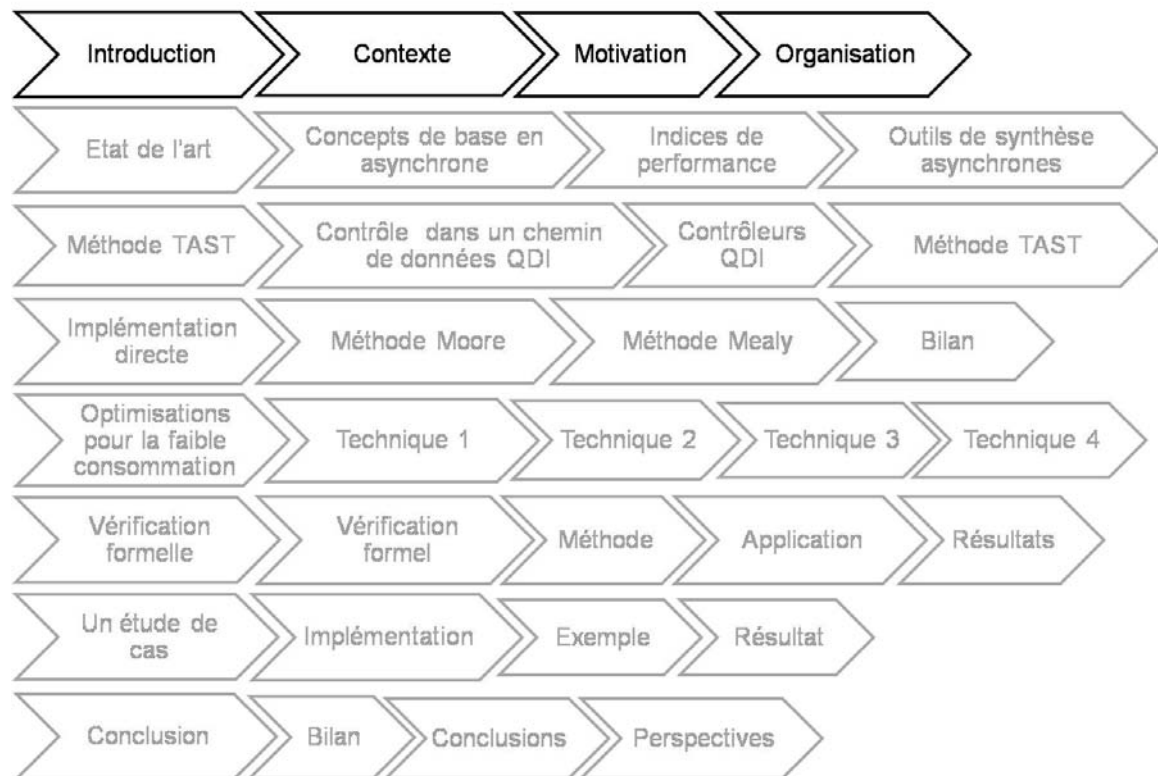 Introduction
Contexte
Motivation
Organisation
Etat de l'art
Concepts de base en
asynchrone
Indices de
performance
Outils de synthèse
asynchrones
Méthode TAST
Contrôle dans un chemin
de données QDI
Contrôleurs
QDI
Méthode TAST
Implémentation
directe
Méthode Moore
Méthode Mealy
Bilan
Optimisations
pour la faible
consommation
Technique 1
Technique 2
Technique 3
Technique 4
Vérification
formelle
Vérification
formel
Méthode
Application
Résultats
Un étude de
cas
Implémentation
Exemple
Résultat
Conclusion
Bilan
Conclusions
Perspectives